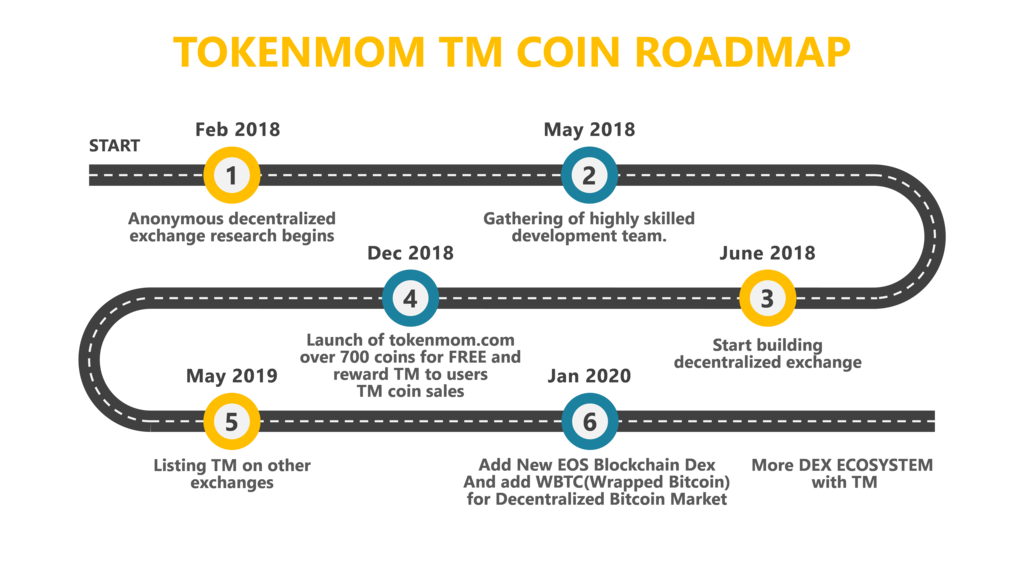 TOKENMOM TM COIN ROADMAP
START
Feb 2018
1
Anonymous decentralized
exchange research begins
May 2018
2
Gathering of highly skilled
development team.
June 2018
3
Start building
decentralized exchange
Dec 2018
4
Launch of tokenmom.com
over 700 coins for FREE and
reward TM to users
TM coin sales
May 2019
5
Listing TM on other
exchanges
Jan 2020
6
Add New EOS Blockchain Dex
And add WBTC(Wrapped Bitcoin)
for Decentralized Bitcoin Market
More DEX ECOSYSTEM
with TM